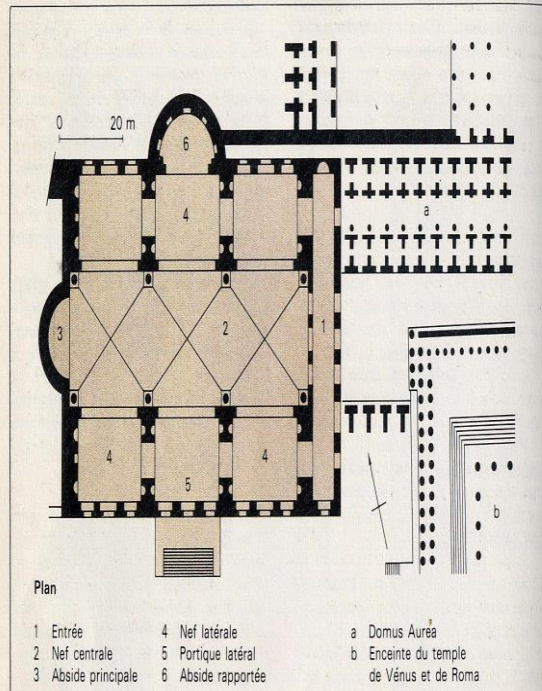 0 20 m
6
4
a
3
2
1
4
4
5
b
Plan
1 Entrée
2 Nef centrale
3 Abside principale
4 Nef latérale
5 Portique latéral
6 Abside rapportée
a Domus Aurea
b Enceinte du temple
de Vénus et de Roma